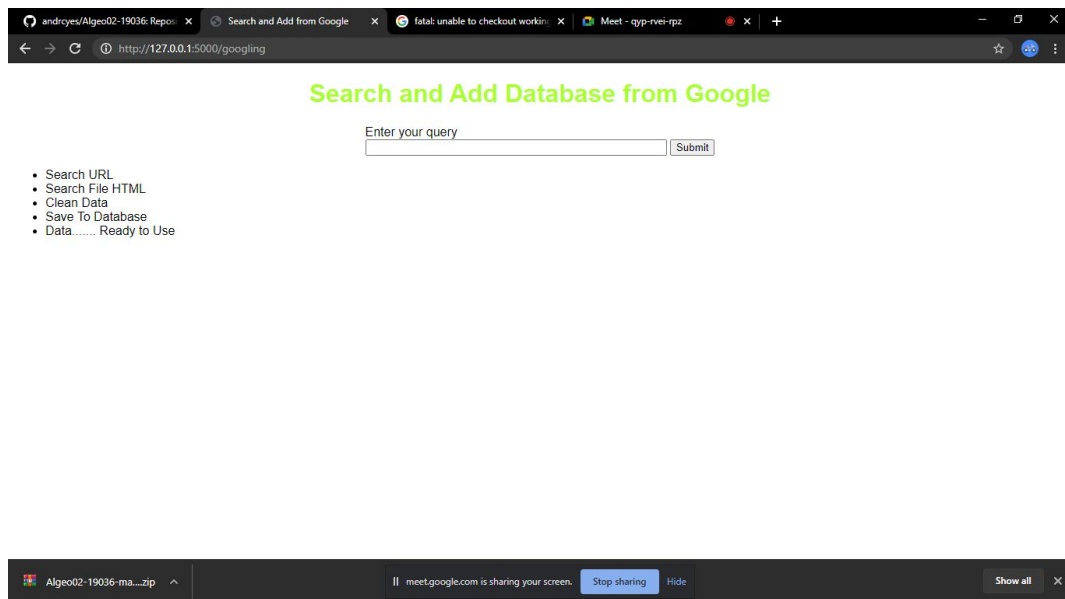 andrcyes/Algeo02-19036: Reposi
Search and Add from Google
fatal: unable to checkout working
Meet - qyp-rvei-rpz
http://127.0.0.1:5000/googling
Search and Add Database from Google
Enter your query
Submit
Search URL
Search File HTML
Clean Data
Save To Database
Data....... Ready to Use
Algeo02-19036-ma....zip
meet.google.com is sharing your screen.
Stop sharing
Hide
Show all